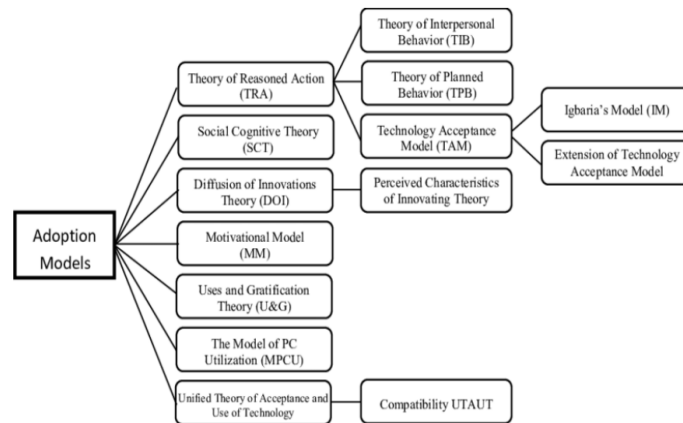 Adoption
Models
Theory of Reasoned Action
(TRA)
Theory of Interpersonal
Behavior (TIB)
Theory of Planned
Behavior (TPB)
Technology Acceptance
Model (TAM)
Igbaria's Model (IM)
Extension of Technology
Acceptance Model
Social Cognitive Theory
(SCT)
Diffusion of Innovations
Theory (DOI)
Perceived Characteristics
of Innovating Theory
Motivational Model
(MM)
Uses and Gratification
Theory (U&G)
The Model of PC
Utilization (MPCU)
Unified Theory of Acceptance and
Use of Technology
Compatibility UTAUT